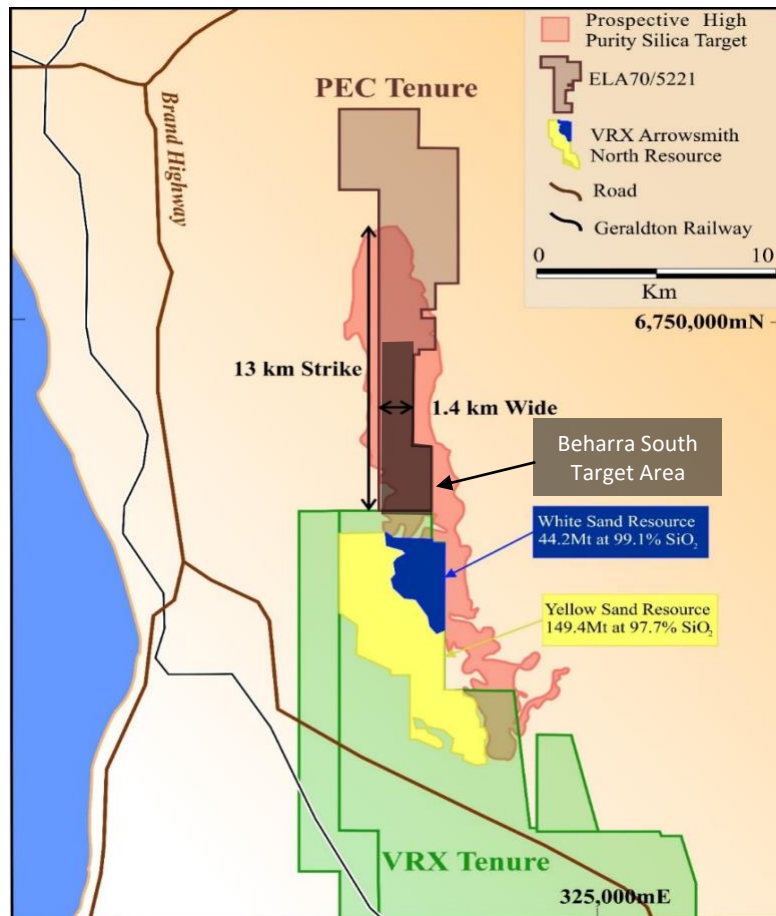 Prospective High
Purity Silica Target
ELA70/5221
VRX Arrowsmith
North Resource
Road
Geraldton Railway
0 10
Km
PEC Tenure
Brand Highway
6,750,000mN
13 km Strike
1.4 km Wide
Beharra South
Target Area
White Sand Resource
44.2Mt at 99.1% SiO₂
Yellow Sand Resource
149.4Mt at 97.7% SiO₂
VRX Tenure
325,000mE